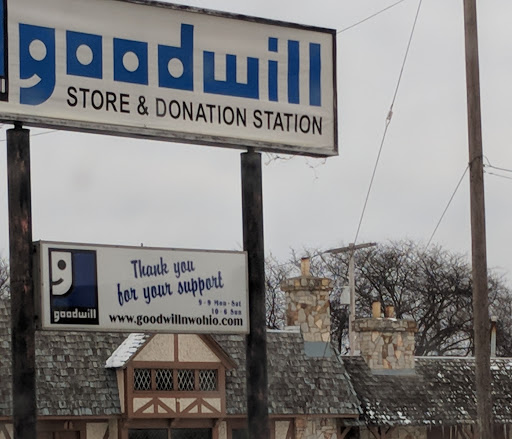 goodwill
STORE & DONATION STATION
g
goodwill
Thank you
for your support
9-9 Mon-Sat
10-6 Sun
www.goodwillnwohio.com